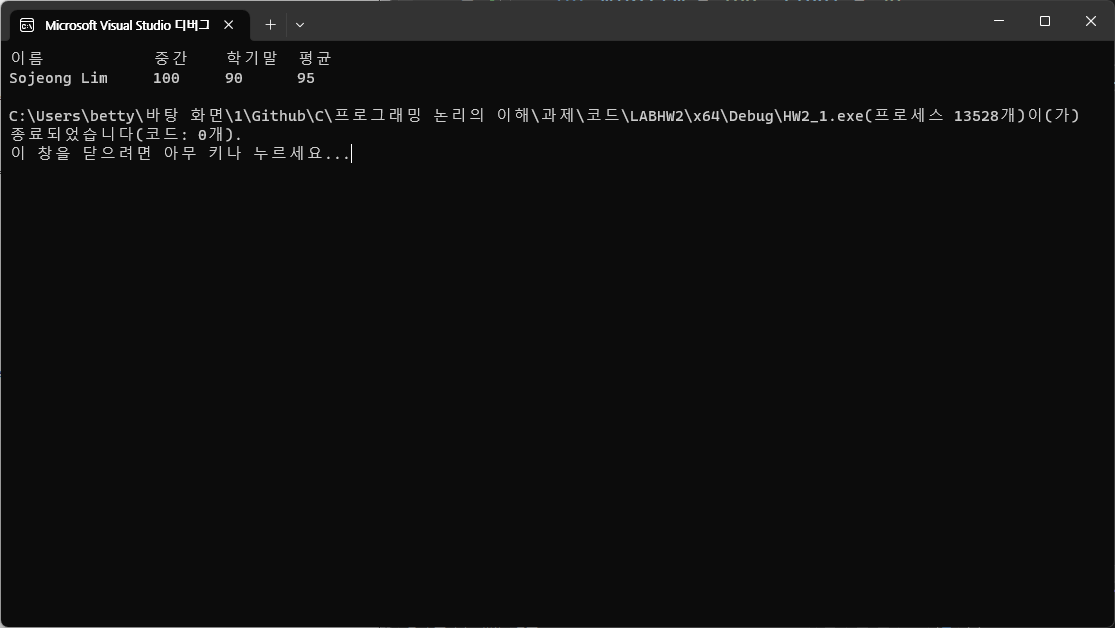 Microsoft Visual Studio 디버그
이름 중간 학기말 평균
Sojeong Lim 100 90 95
C:\Users\betty\바탕 화면\1\Github\C\프로그래밍 논리의 이해\과제\코드\LABHW2\x64\Debug\HW2_1.exe(프로세스 13528개)이(가)
종료되었습니다(코드: 0개).
이 창을 닫으려면 아무 키나 누르세요...